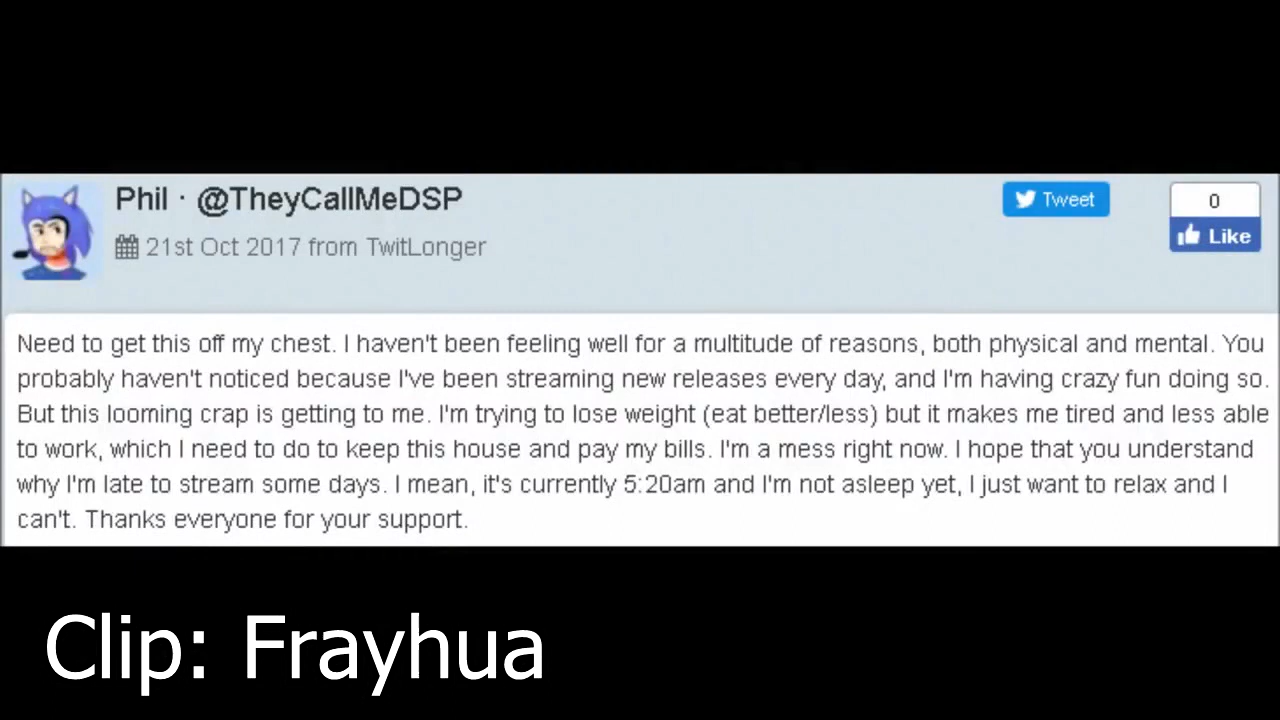 Phil · @TheyCallMeDSP
21st Oct 2017 from TwitLonger
Tweet
0
Like
Need to get this off my chest. I haven't been feeling well for a multitude of reasons, both physical and mental. You
probably haven't noticed because I've been streaming new releases every day, and I'm having crazy fun doing so.
But this looming crap is getting to me. I'm trying to lose weight (eat better/less) but it makes me tired and less able
to work, which I need to do to keep this house and pay my bills. I'm a mess right now. I hope that you understand
why I'm late to stream some days. I mean, it's currently 5:20am and I'm not asleep yet, I just want to relax and I
can't. Thanks everyone for your support.
Clip: Frayhua